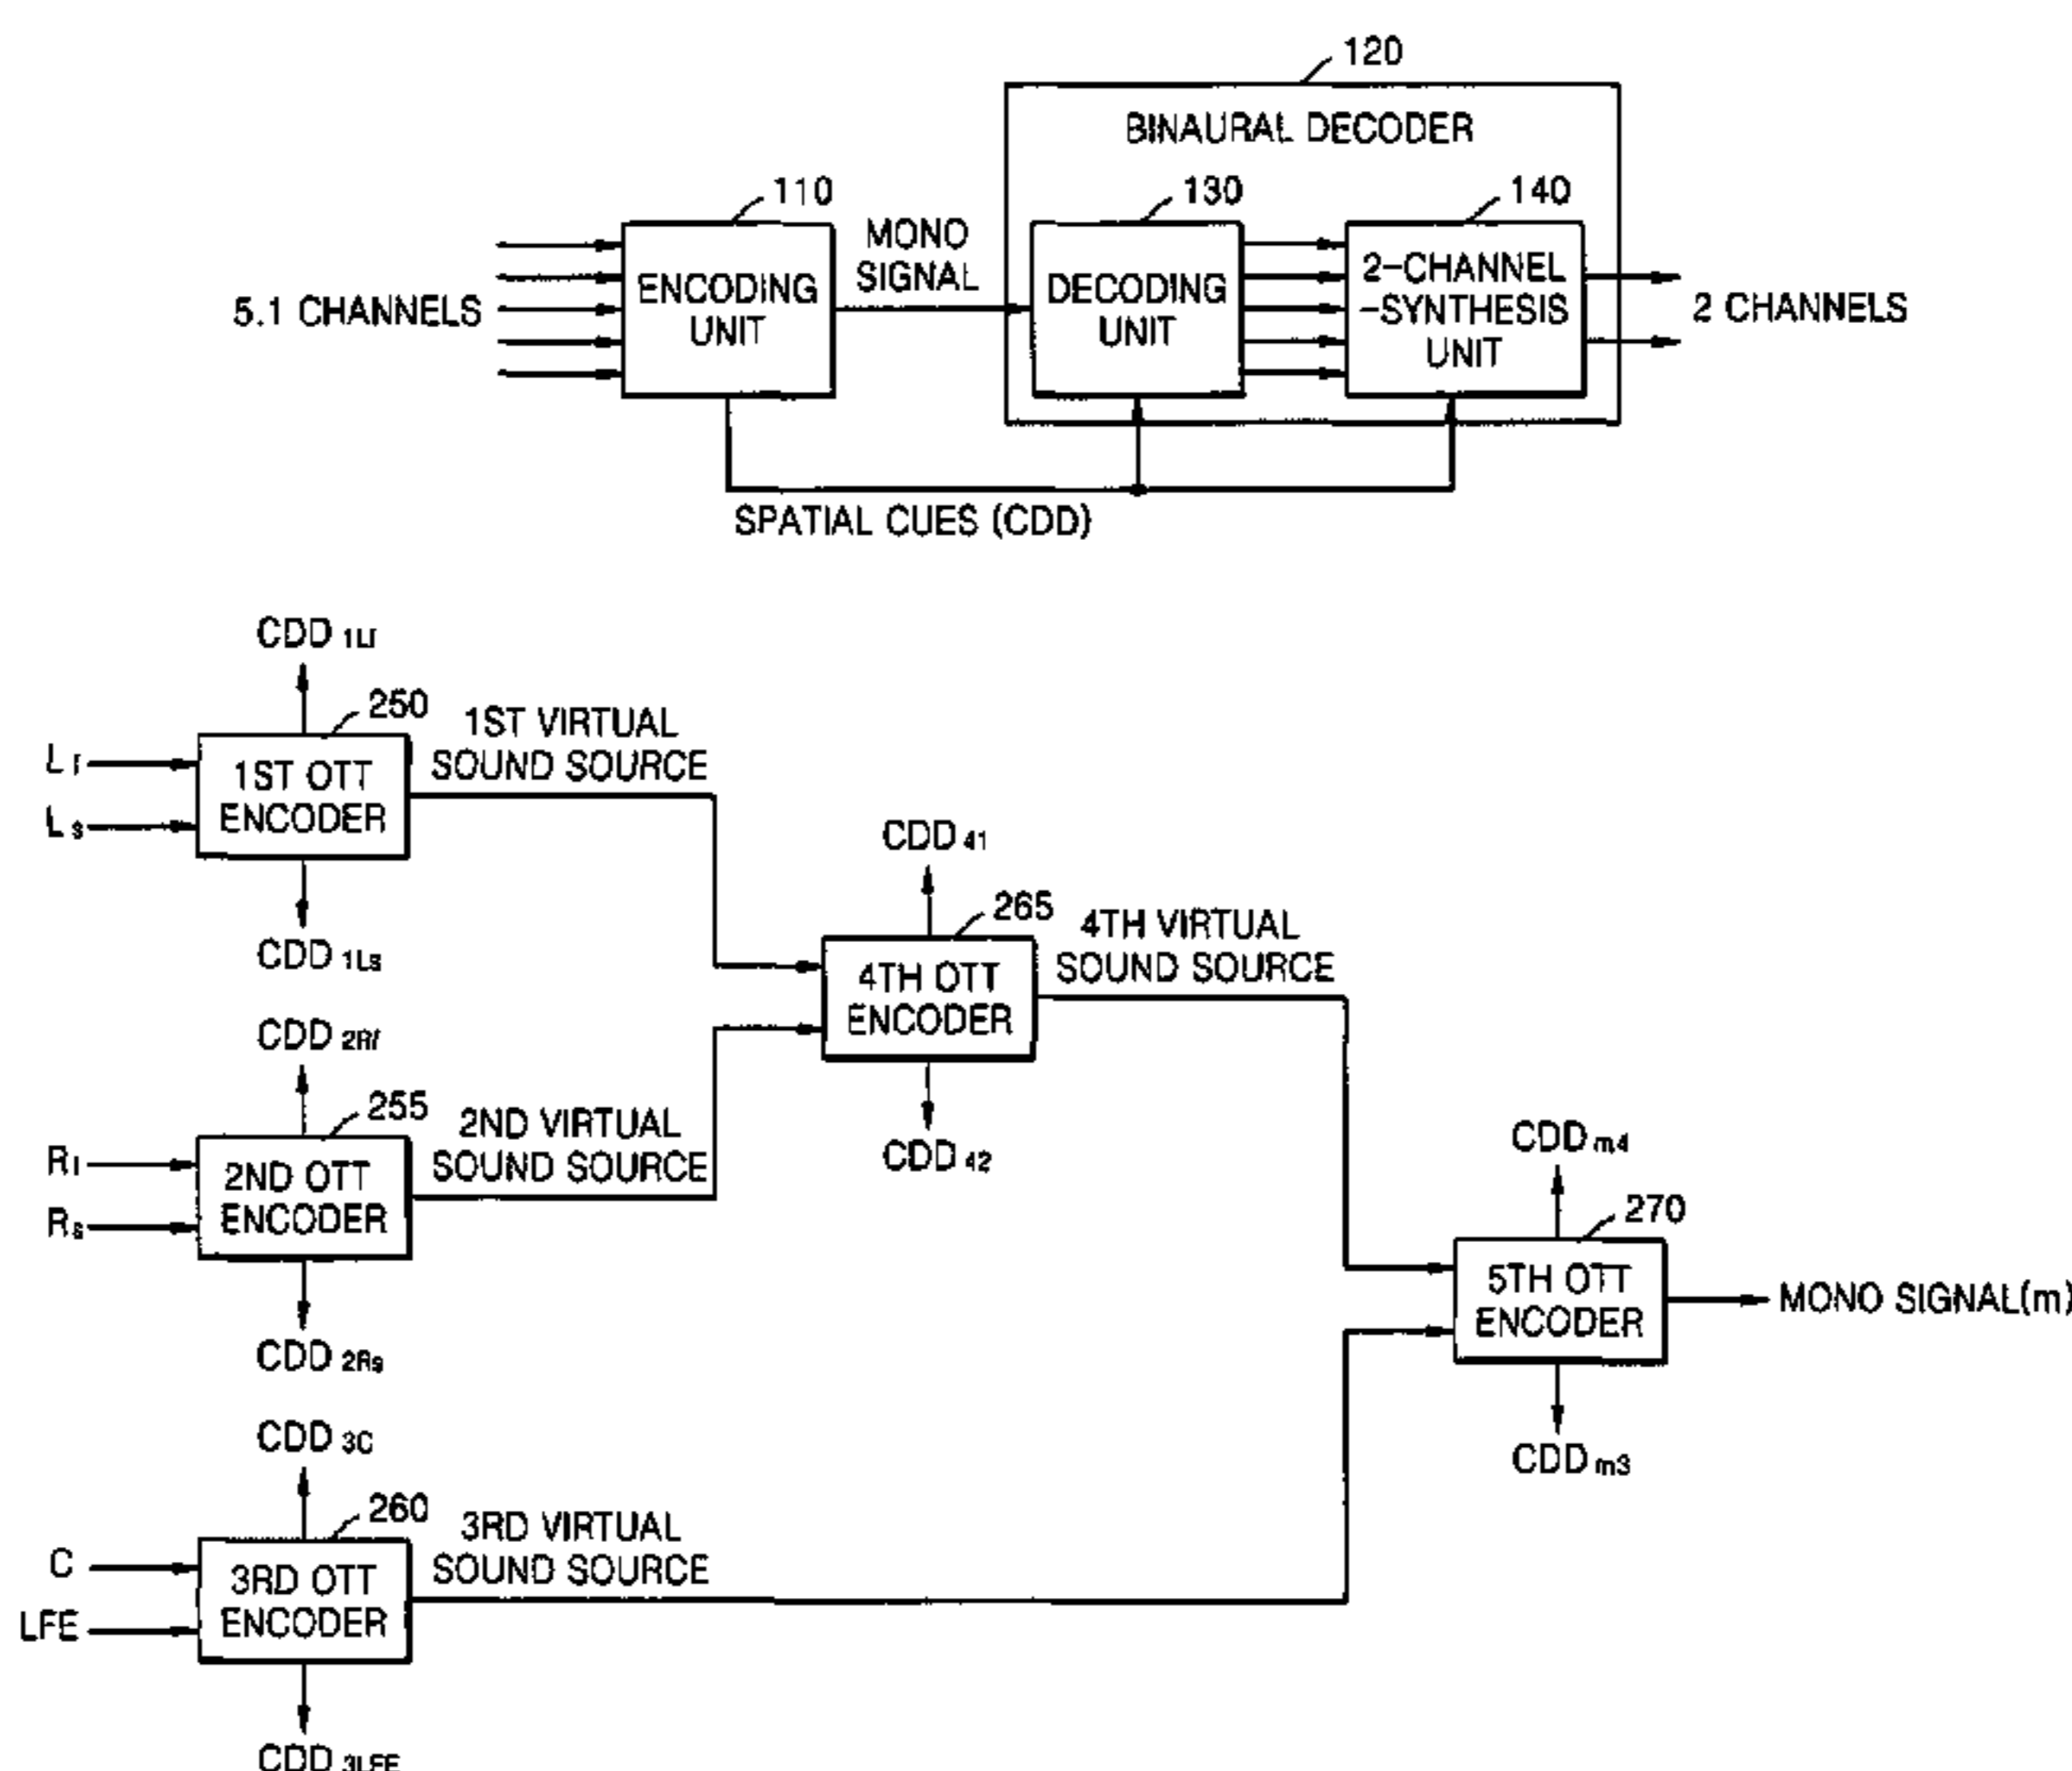 120
BINAURAL DECODER
110
130
140
MONO
SIGNAL
5.1 CHANNELS
ENCODING
UNIT
DECODING
UNIT
2-CHANNEL
-SYNTHESIS
UNIT
2 CHANNELS
SPATIAL CUES (CDD)
CDD 1Lf
250
1ST VIRTUAL
SOUND SOURCE
Lf
Ls
1ST OTT
ENCODER
CDD 1Ls
CDD 41
265
4TH VIRTUAL
SOUND SOURCE
4TH OTT
ENCODER
CDD 42
CDD 2Rf
255
2ND VIRTUAL
SOUND SOURCE
Rf
Rs
2ND OTT
ENCODER
CDD 2Rs
CDD m4
270
5TH OTT
ENCODER
MONO SIGNAL(m)
CDD m3
CDD 3C
260
3RD VIRTUAL
SOUND SOURCE
C
LFE
3RD OTT
ENCODER
CDD 3LFE